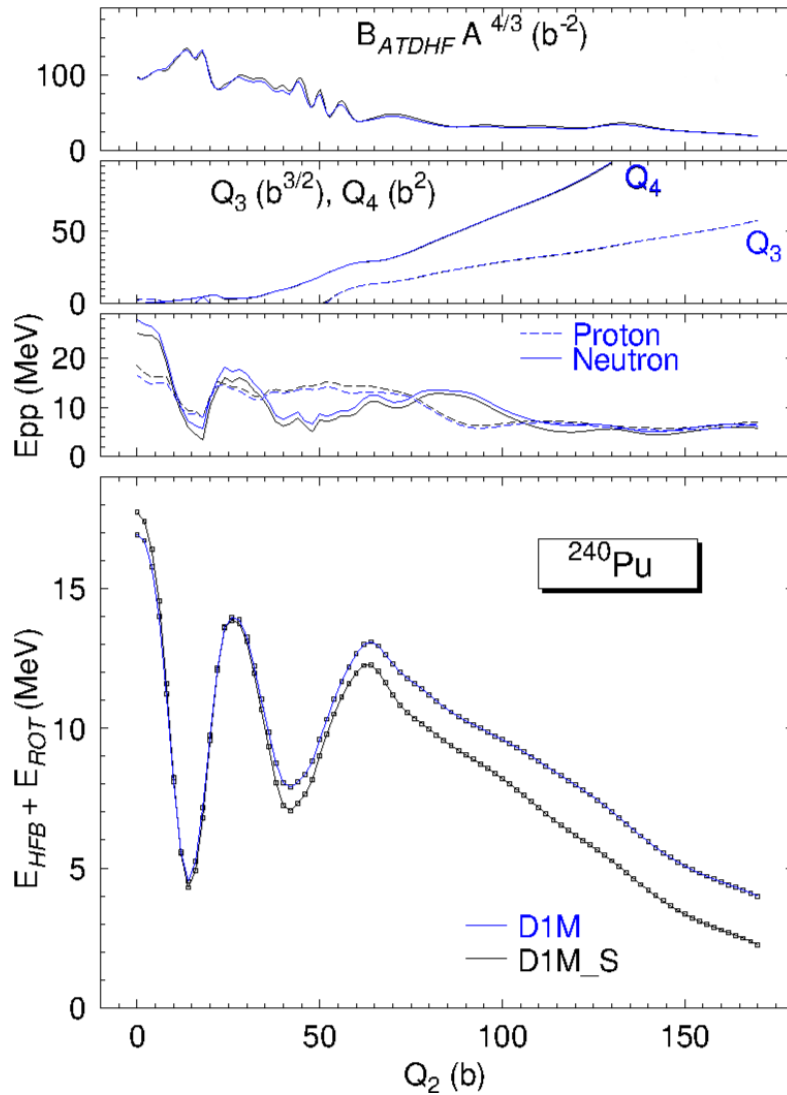 B_ATDHF A^4/3 (b^-2)
100
0
Q_3 (b^3/2), Q_4 (b^2)
Q_4
Q_3
50
0
Epp (MeV)
Proton
Neutron
20
10
0
E_HFB + E_ROT (MeV)
^240Pu
15
10
5
0
D1M
D1M_S
0 50 100 150
Q_2 (b)